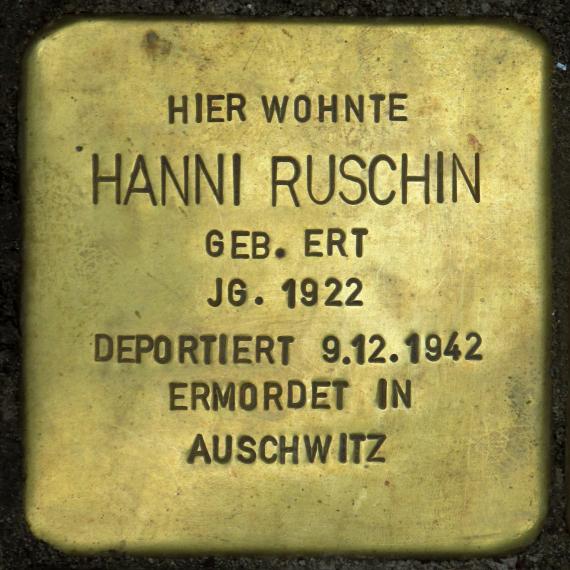 HIER WOHNTE
HANNI RUSCHIN
GEB. ERT
JG. 1922
DEPORTIERT 9.12.1942
ERMORDET IN
AUSCHWITZ